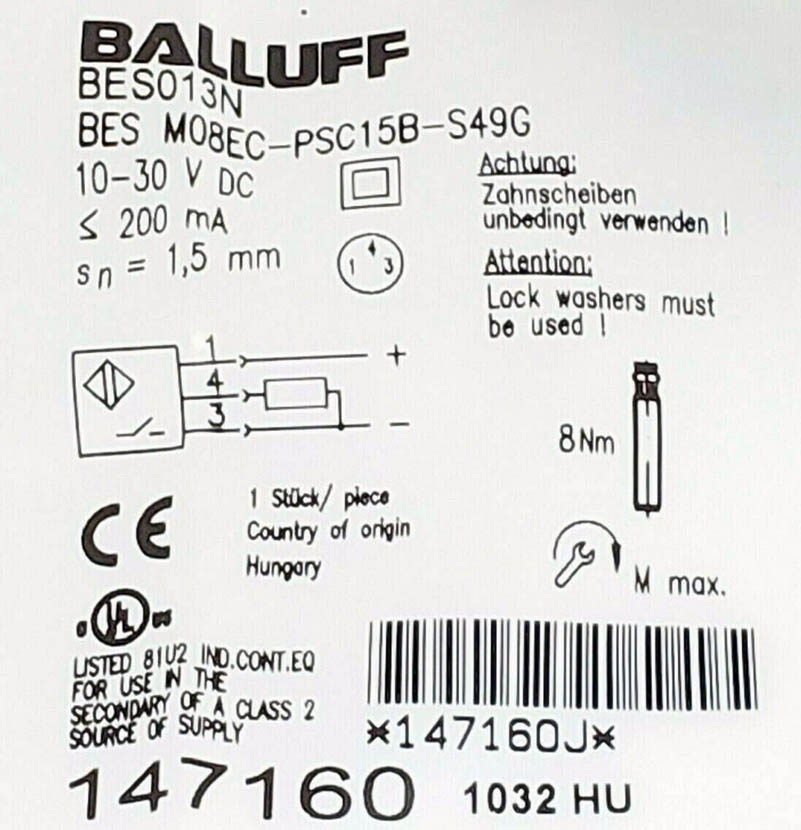 BALLUFF
BES013N
BES M08EC-PSC15B-S49G
10-30 V DC
≤ 200 mA
sn = 1,5 mm
1 4 3
Achtung:
Zahnscheiben
unbedingt verwenden !
Attention:
Lock washers must
be used !
1 +
4
3 -
8Nm
M max.
CE
1 Stück/ piece
Country of origin
Hungary
c UL us
LISTED 81U2 IND.CONT.EQ
FOR USE IN THE
SECONDARY OF A CLASS 2
SOURCE OF SUPPLY
*147160J*
147160 1032 HU